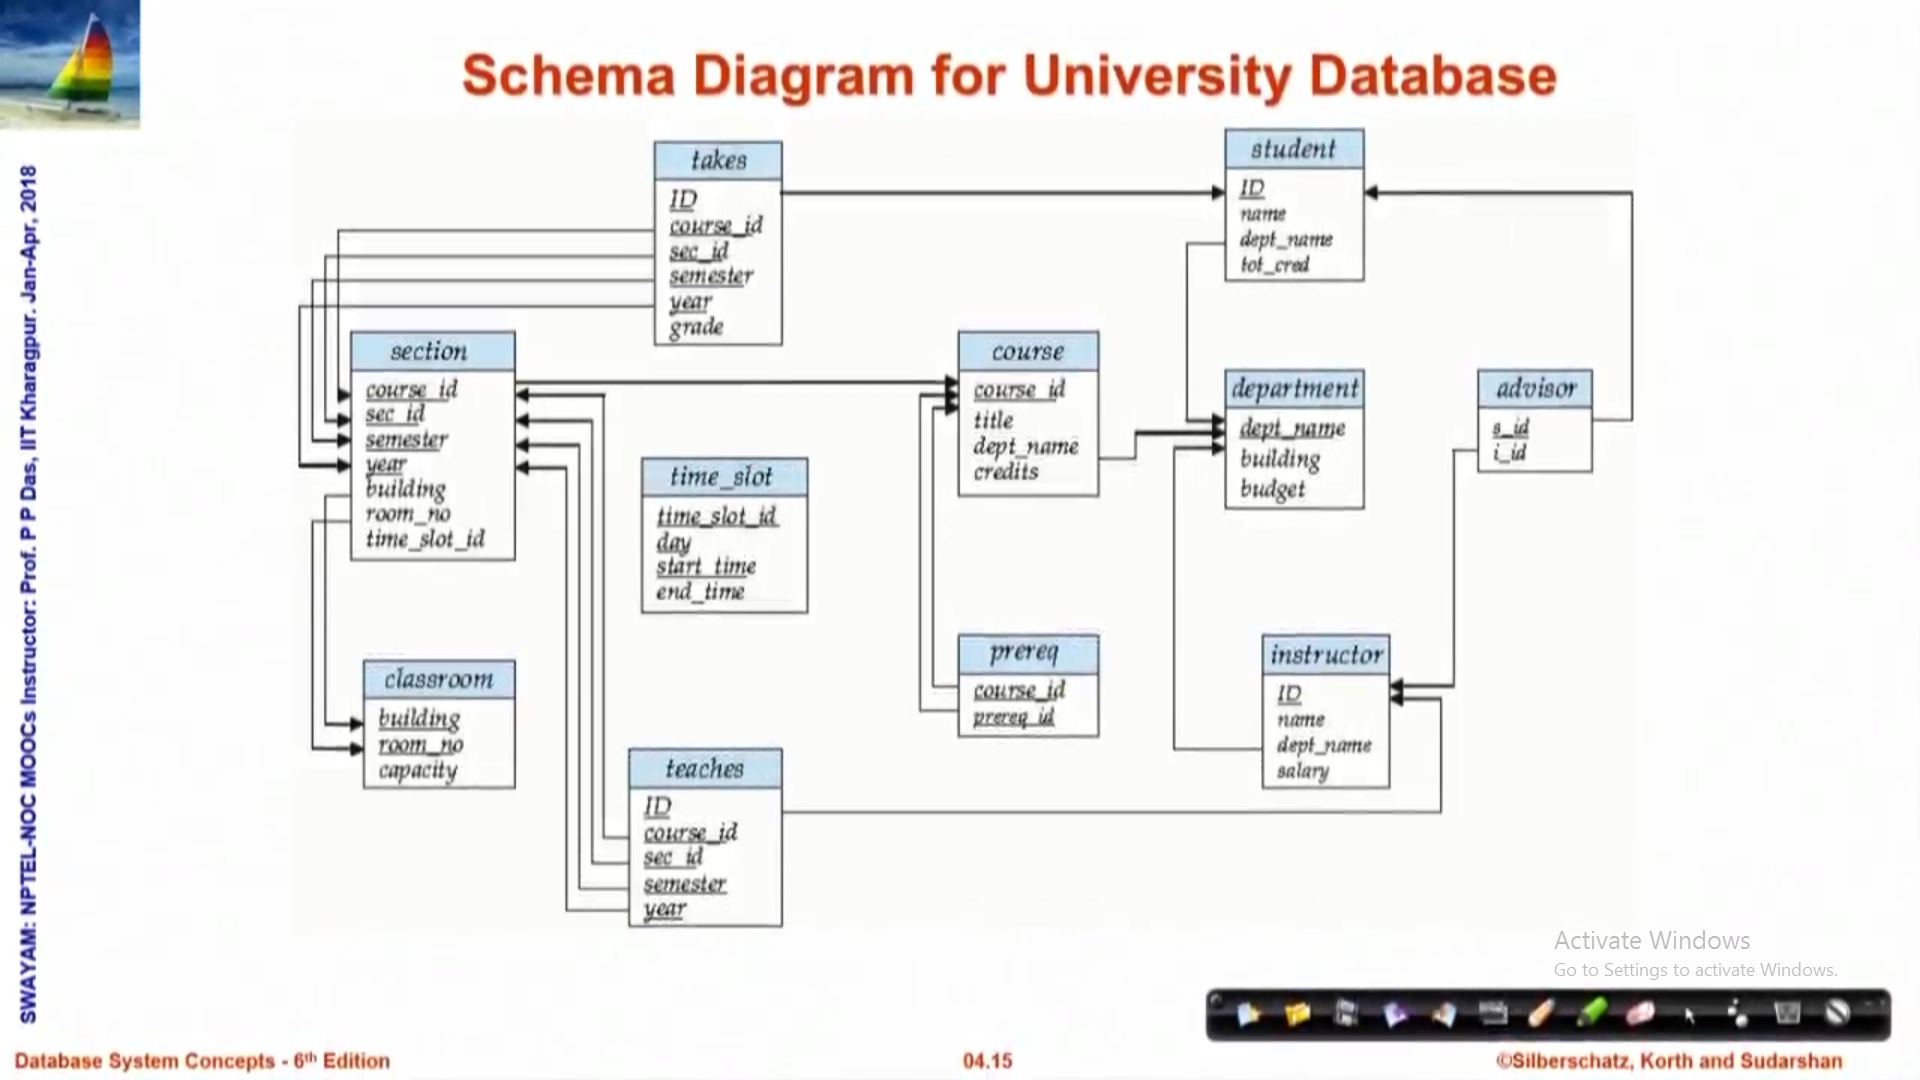 Schema Diagram for University Database
SWAYAM: NPTEL-NOC MOOCs Instructor: Prof. P P Das, IIT Kharagpur. Jan-Apr, 2018
takes
ID
course_id
sec_id
semester
year
grade
student
ID
name
dept_name
tot_cred
section
course_id
sec_id
semester
year
building
room_no
time_slot_id
course
course_id
title
dept_name
credits
department
dept_name
building
budget
advisor
s_id
i_id
time_slot
time_slot_id
day
start_time
end_time
prereq
course_id
prereq_id
instructor
ID
name
dept_name
salary
classroom
building
room_no
capacity
teaches
ID
course_id
sec_id
semester
year
Activate Windows
Go to Settings to activate Windows.
Database System Concepts - 6th Edition
04.15
©Silberschatz, Korth and Sudarshan